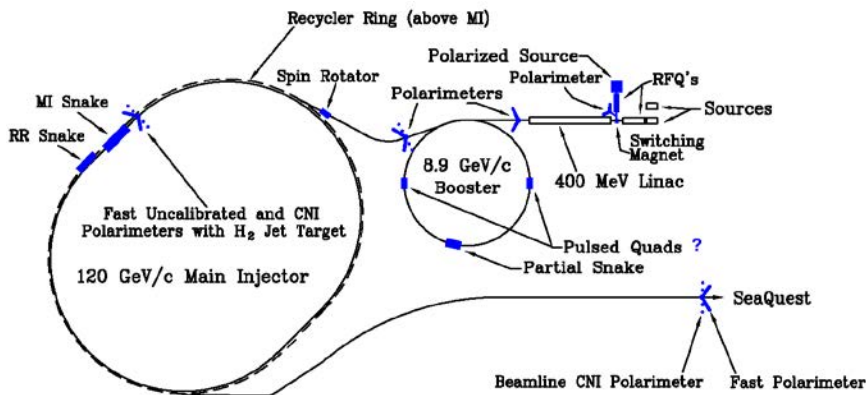 Recycler Ring (above MI)
Polarized Source
Polarimeter
RFQ's
Spin Rotator
Polarimeters
Sources
MI Snake
RR Snake
Switching
Magnet
8.9 GeV/c
Booster
400 MeV Linac
Fast Uncalibrated and CNI
Polarimeters with H2 Jet Target
Pulsed Quads ?
Partial Snake
120 GeV/c Main Injector
SeaQuest
Beamline CNI Polarimeter
Fast Polarimeter